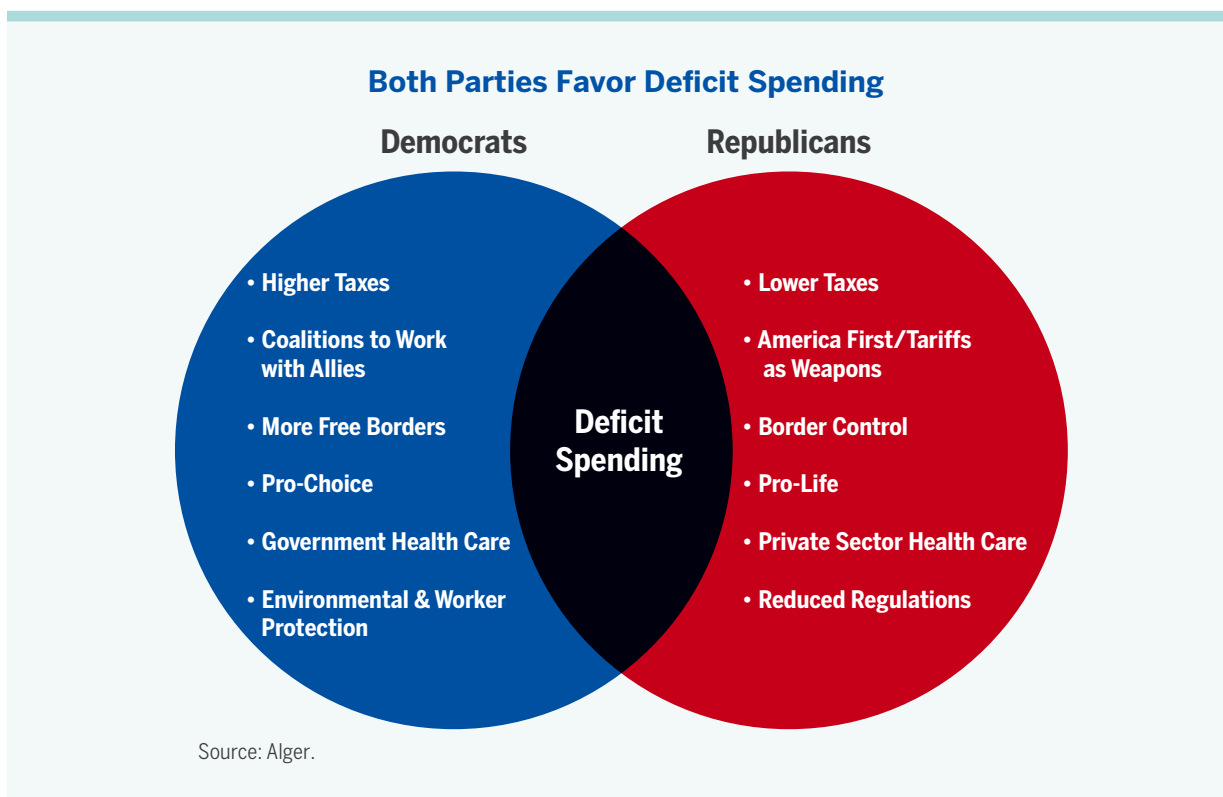 Both Parties Favor Deficit Spending
Democrats
Republicans
• Higher Taxes
• Coalitions to Work
with Allies
• More Free Borders
• Pro-Choice
• Government Health Care
• Environmental & Worker
Protection
Deficit
Spending
• Lower Taxes
• America First/Tariffs
as Weapons
• Border Control
• Pro-Life
• Private Sector Health Care
• Reduced Regulations
Source: Alger.